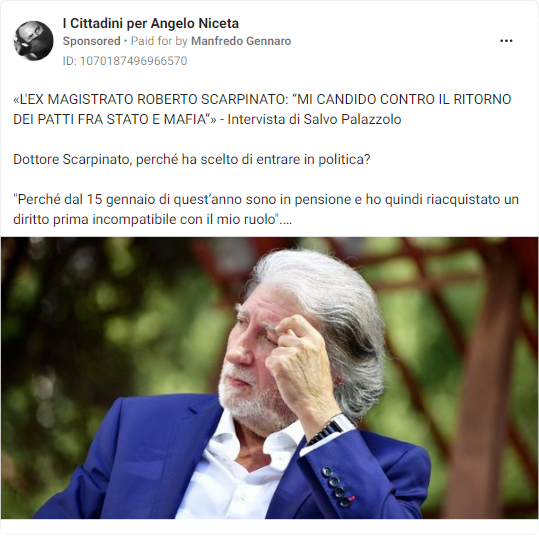 I Cittadini per Angelo Niceta
Sponsored • Paid for by Manfredo Gennaro
ID: 1070187496966570
«L'EX MAGISTRATO ROBERTO SCARPINATO: “MI CANDIDO CONTRO IL RITORNO
DEI PATTI FRA STATO E MAFIA”» - Intervista di Salvo Palazzolo
Dottore Scarpinato, perché ha scelto di entrare in politica?
"Perché dal 15 gennaio di quest’anno sono in pensione e ho quindi riacquistato un
diritto prima incompatibile con il mio ruolo"....